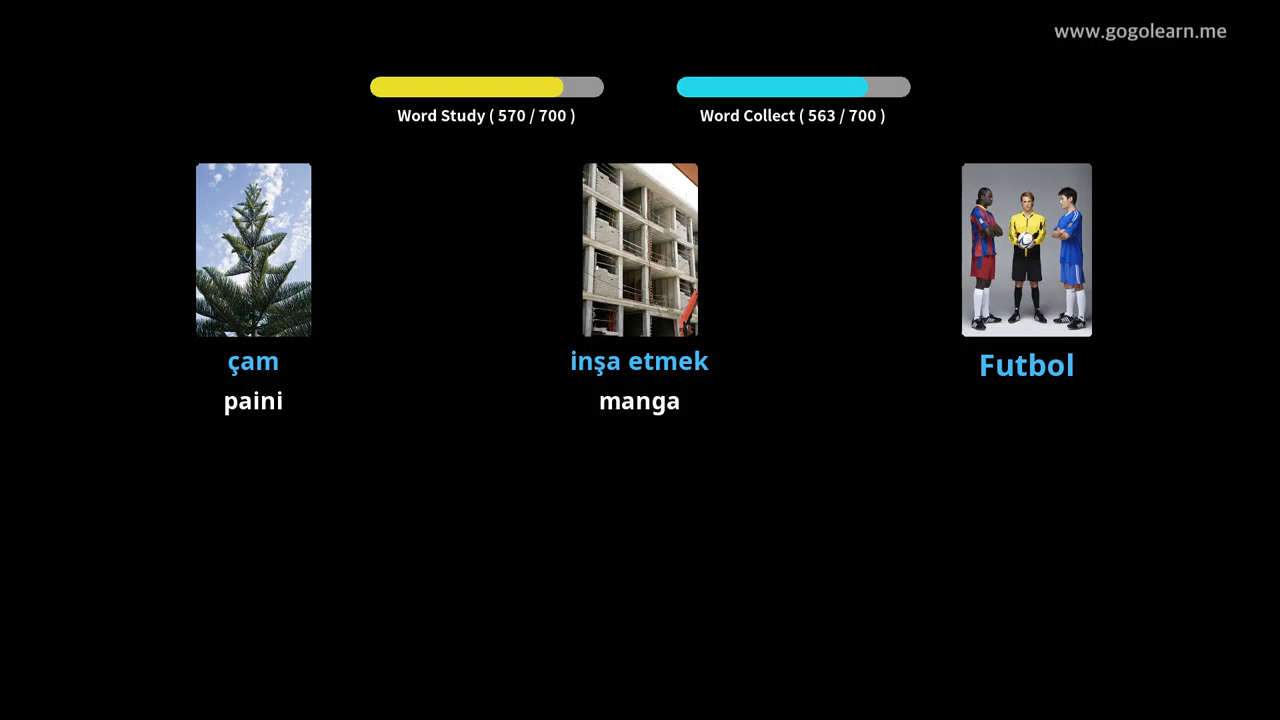 www.gogolearn.me
Word Study ( 570 / 700 )
Word Collect ( 563 / 700 )
çam
paini
inşa etmek
manga
Futbol